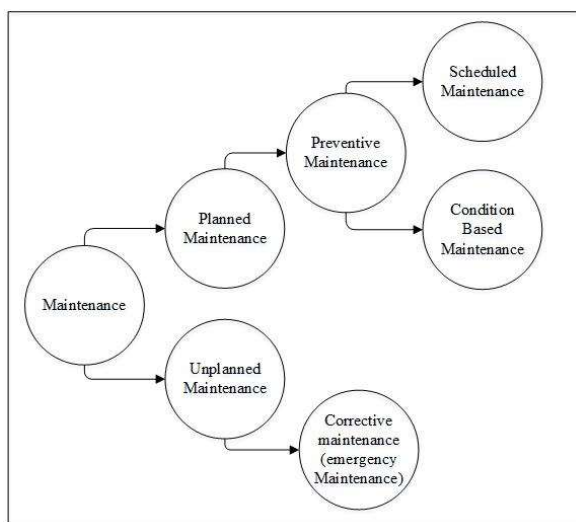 Scheduled
Maintenance
Preventive
Maintenance
Planned
Maintenance
Condition
Based
Maintenance
Maintenance
Unplanned
Maintenance
Corrective
maintenance
(emergency
Maintenance)